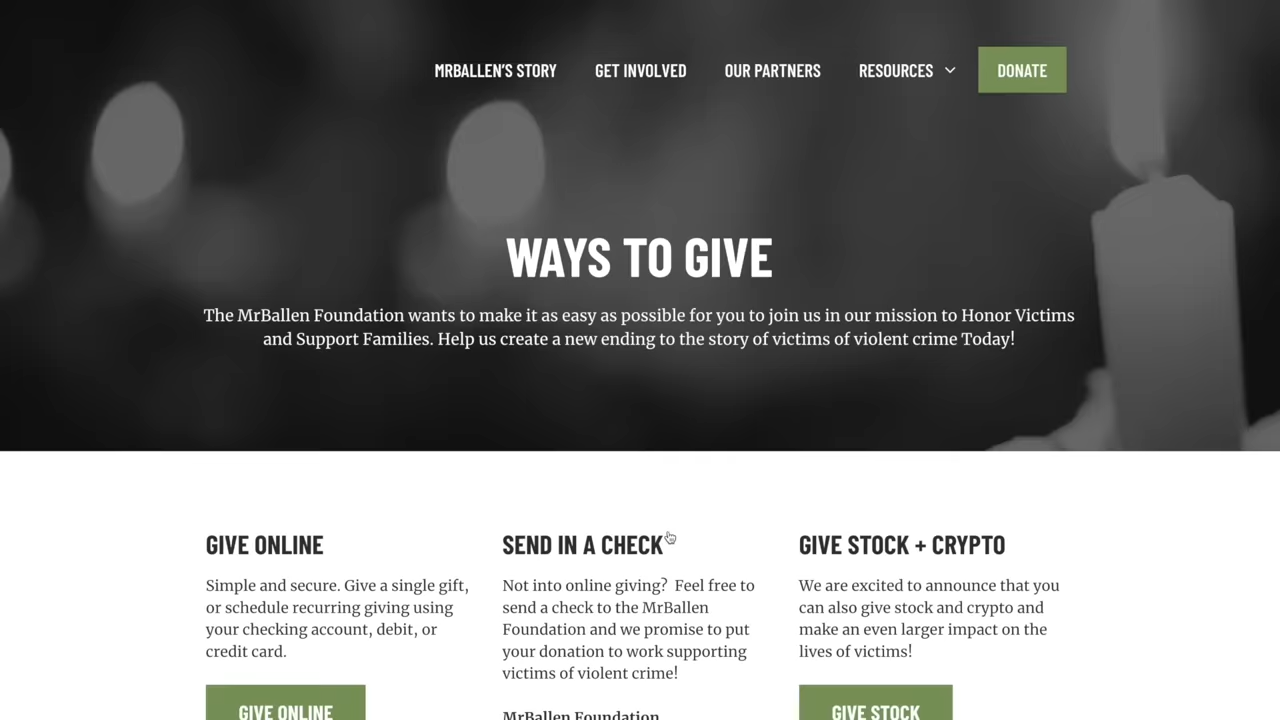 MRBALLEN'S STORY
GET INVOLVED
OUR PARTNERS
RESOURCES
DONATE
WAYS TO GIVE
The MrBallen Foundation wants to make it as easy as possible for you to join us in our mission to Honor Victims
and Support Families. Help us create a new ending to the story of victims of violent crime Today!
GIVE ONLINE
Simple and secure. Give a single gift,
or schedule recurring giving using
your checking account, debit, or
credit card.
GIVE ONLINE
SEND IN A CHECK
Not into online giving? Feel free to
send a check to the MrBallen
Foundation and we promise to put
your donation to work supporting
victims of violent crime!
MrBallen Foundation
GIVE STOCK + CRYPTO
We are excited to announce that you
can also give stock and crypto and
make an even larger impact on the
lives of victims!
GIVE STOCK